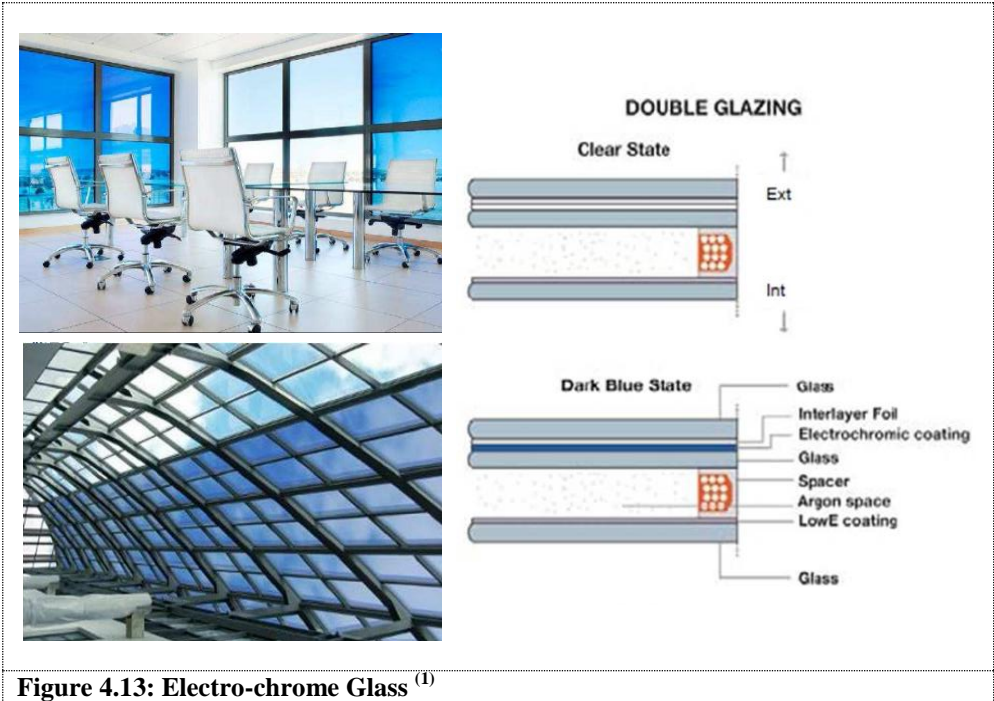 DOUBLE GLAZING
Clear State
Ext
Int
Dark Blue State
Glass
Interlayer Foil
Electrochromic coating
Glass
Spacer
Argon space
LowE coating
Glass
Figure 4.13: Electro-chrome Glass (1)